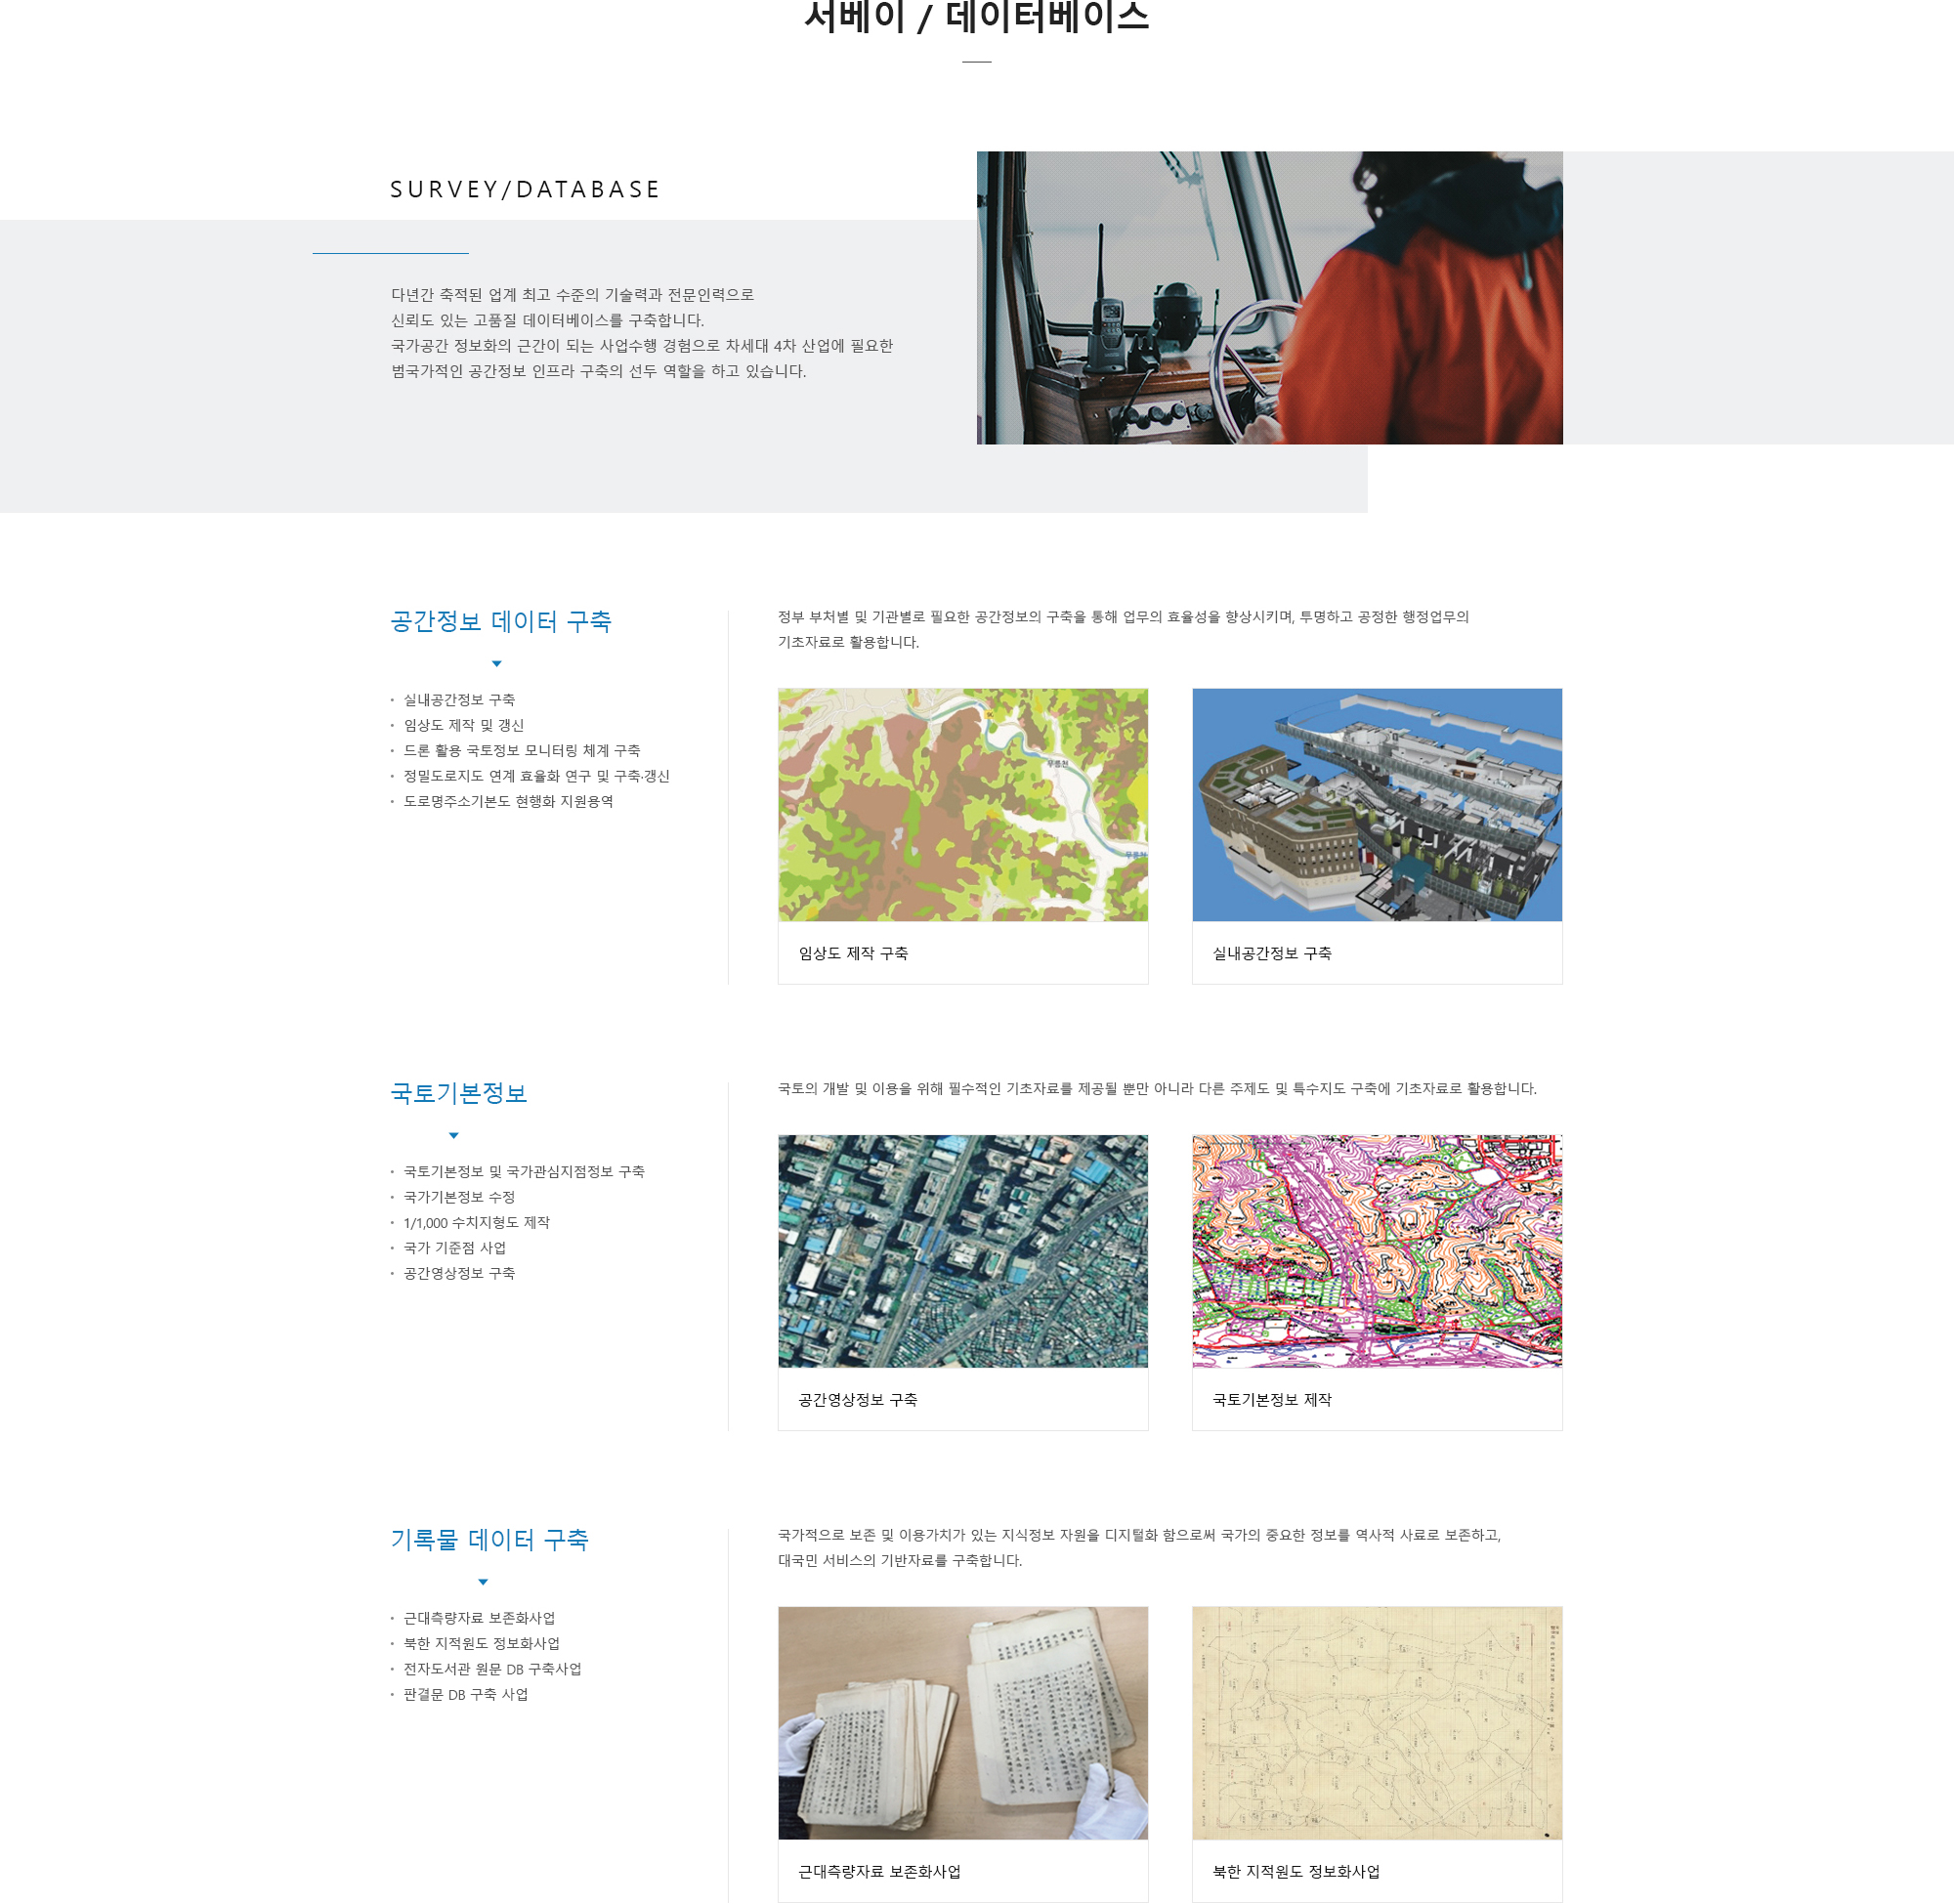 서베이 / 데이터베이스
SURVEY/DATABASE
다년간 축적된 업계 최고 수준의 기술력과 전문인력으로
신뢰도 있는 고품질 데이터베이스를 구축합니다.
국가공간 정보화의 근간이 되는 사업수행 경험으로 차세대 4차 산업에 필요한
범국가적인 공간정보 인프라 구축의 선두 역할을 하고 있습니다.
공간정보 데이터 구축
• 실내공간정보 구축
• 임상도 제작 및 갱신
• 드론 활용 국토정보 모니터링 체계 구축
• 정밀도로지도 연계 효율화 연구 및 구축·갱신
• 도로명주소기본도 현행화 지원용역
정부 부처별 및 기관별로 필요한 공간정보의 구축을 통해 업무의 효율성을 향상시키며, 투명하고 공정한 행정업무의
기초자료로 활용합니다.
임상도 제작 구축
실내공간정보 구축
국토기본정보
• 국토기본정보 및 국가관심지점정보 구축
• 국가기본정보 수정
• 1/1,000 수치지형도 제작
• 국가 기준점 사업
• 공간영상정보 구축
국토의 개발 및 이용을 위해 필수적인 기초자료를 제공될 뿐만 아니라 다른 주제도 및 특수지도 구축에 기초자료로 활용합니다.
공간영상정보 구축
국토기본정보 제작
기록물 데이터 구축
• 근대측량자료 보존화사업
• 북한 지적원도 정보화사업
• 전자도서관 원문 DB 구축사업
• 판결문 DB 구축 사업
국가적으로 보존 및 이용가치가 있는 지식정보 자원을 디지털화 함으로써 국가의 중요한 정보를 역사적 사료로 보존하고,
대국민 서비스의 기반자료를 구축합니다.
근대측량자료 보존화사업
북한 지적원도 정보화사업